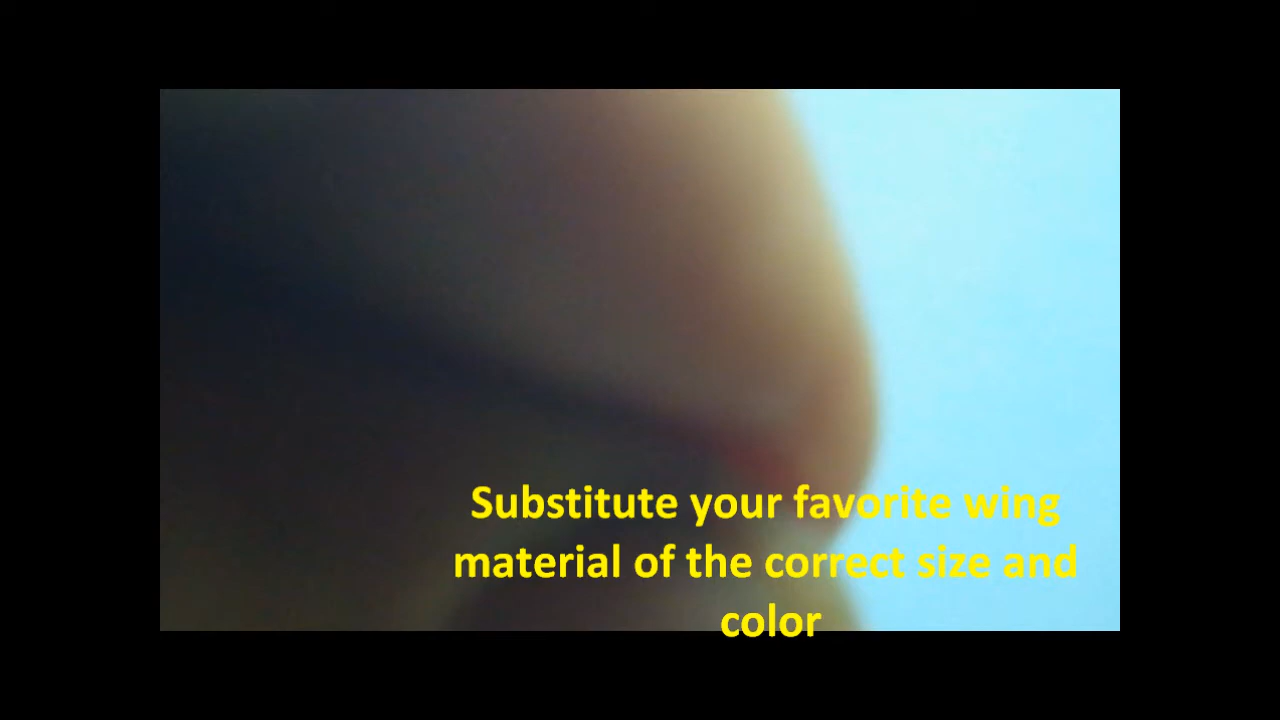 Substitute your favorite wing
material of the correct size and
color